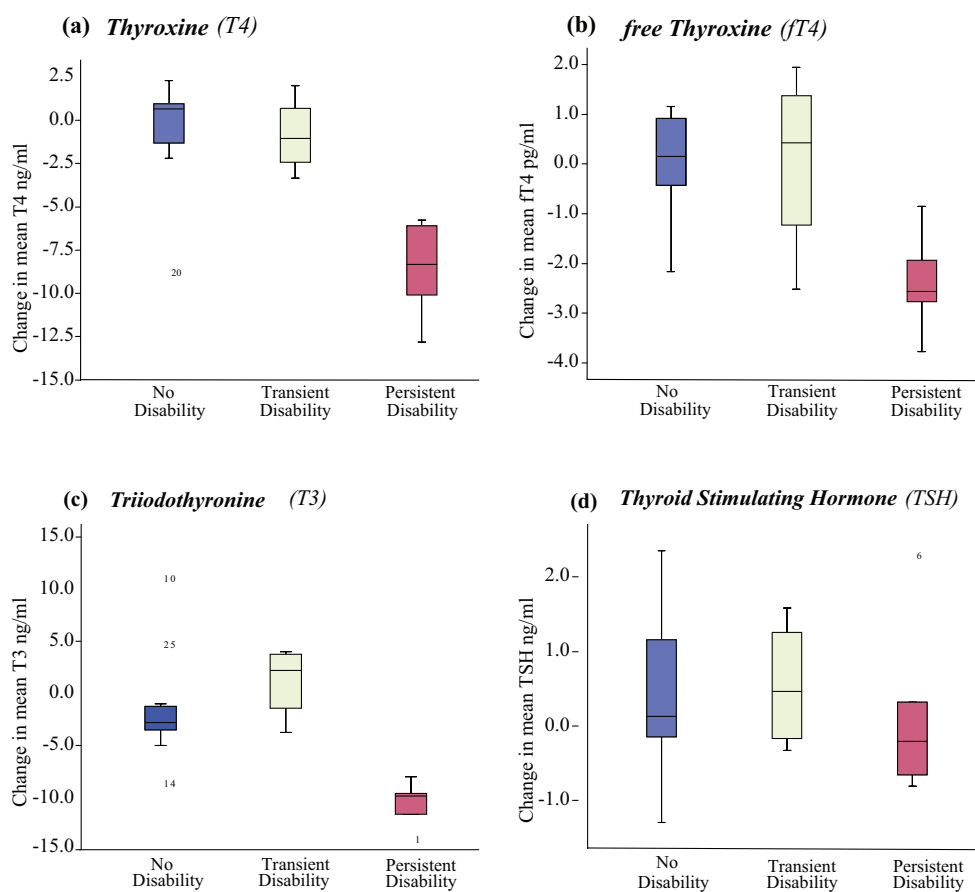 (a) Thyroxine (T4)
2.5
0.0
-2.5
-5.0
-7.5
-10.0
-12.5
-15.0
Change in mean T4 ng/ml
20
No
Disability
Transient
Disability
Persistent
Disability
(b) free Thyroxine (fT4)
2.0
1.0
0.0
-1.0
-2.0
-3.0
-4.0
Change in mean fT4 pg/ml
No
Disability
Transient
Disability
Persistent
Disability
(c) Triiodothyronine (T3)
15.0
10.0
5.0
0.0
-5.0
-10.0
-15.0
Change in mean T3 ng/ml
10
25
14
1
No
Disability
Transient
Disability
Persistent
Disability
(d) Thyroid Stimulating Hormone (TSH)
2.0
1.0
0.0
-1.0
Change in mean TSH ng/ml
6
No
Disability
Transient
Disability
Persistent
Disability